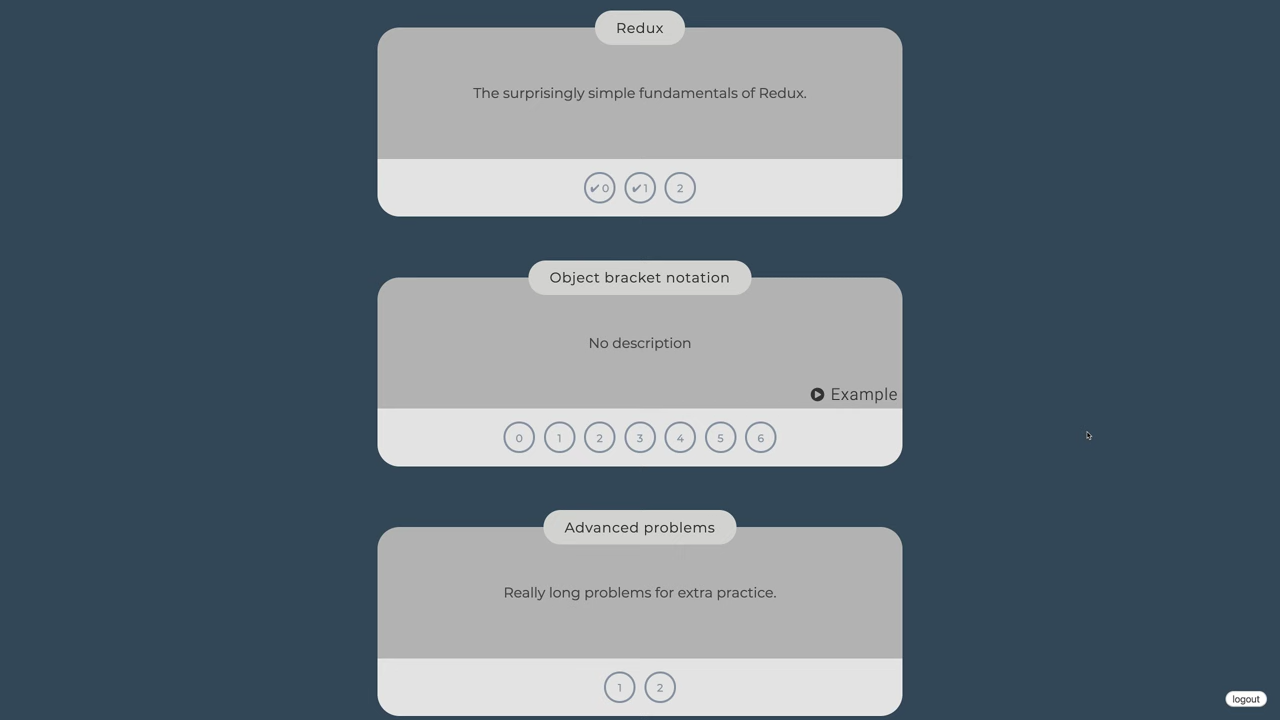 Redux
The surprisingly simple fundamentals of Redux.
✔ 0 ✔ 1 2
Object bracket notation
No description
Example
0 1 2 3 4 5 6
Advanced problems
Really long problems for extra practice.
1 2
logout